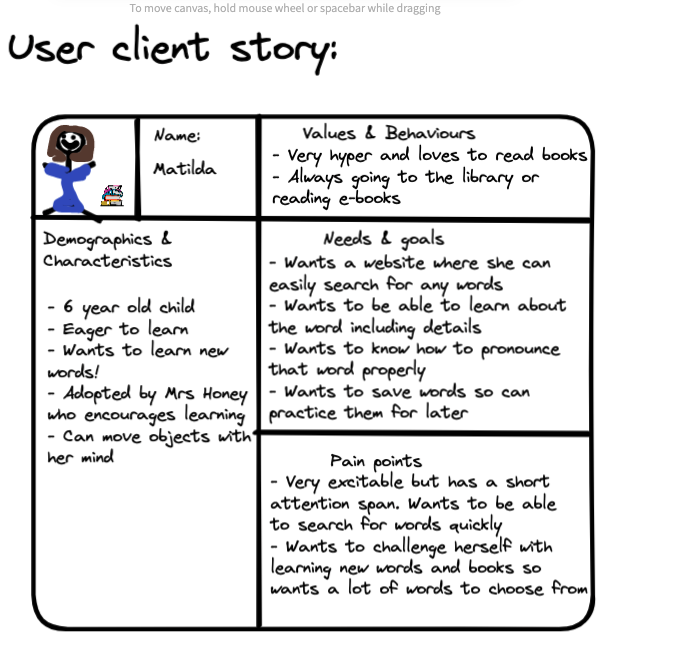 To move canvas, hold mouse wheel or spacebar while dragging
User client story:
Name:
Matilda
Values & Behaviours
- Very hyper and loves to read books
- Always going to the library or
reading e-books
Demographics &
Characteristics
- 6 year old child
- Eager to learn
- Wants to learn new
words!
- Adopted by Mrs Honey
who encourages learning
- Can move objects with
her mind
Needs & goals
- Wants a website where she can
easily search for any words
- Wants to be able to learn about
the word including details
- Wants to know how to pronounce
that word properly
- Wants to save words so can
practice them for later
Pain points
- Very excitable but has a short
attention span. Wants to be able
to search for words quickly
- Wants to challenge herself with
learning new words and books so
wants a lot of words to choose from